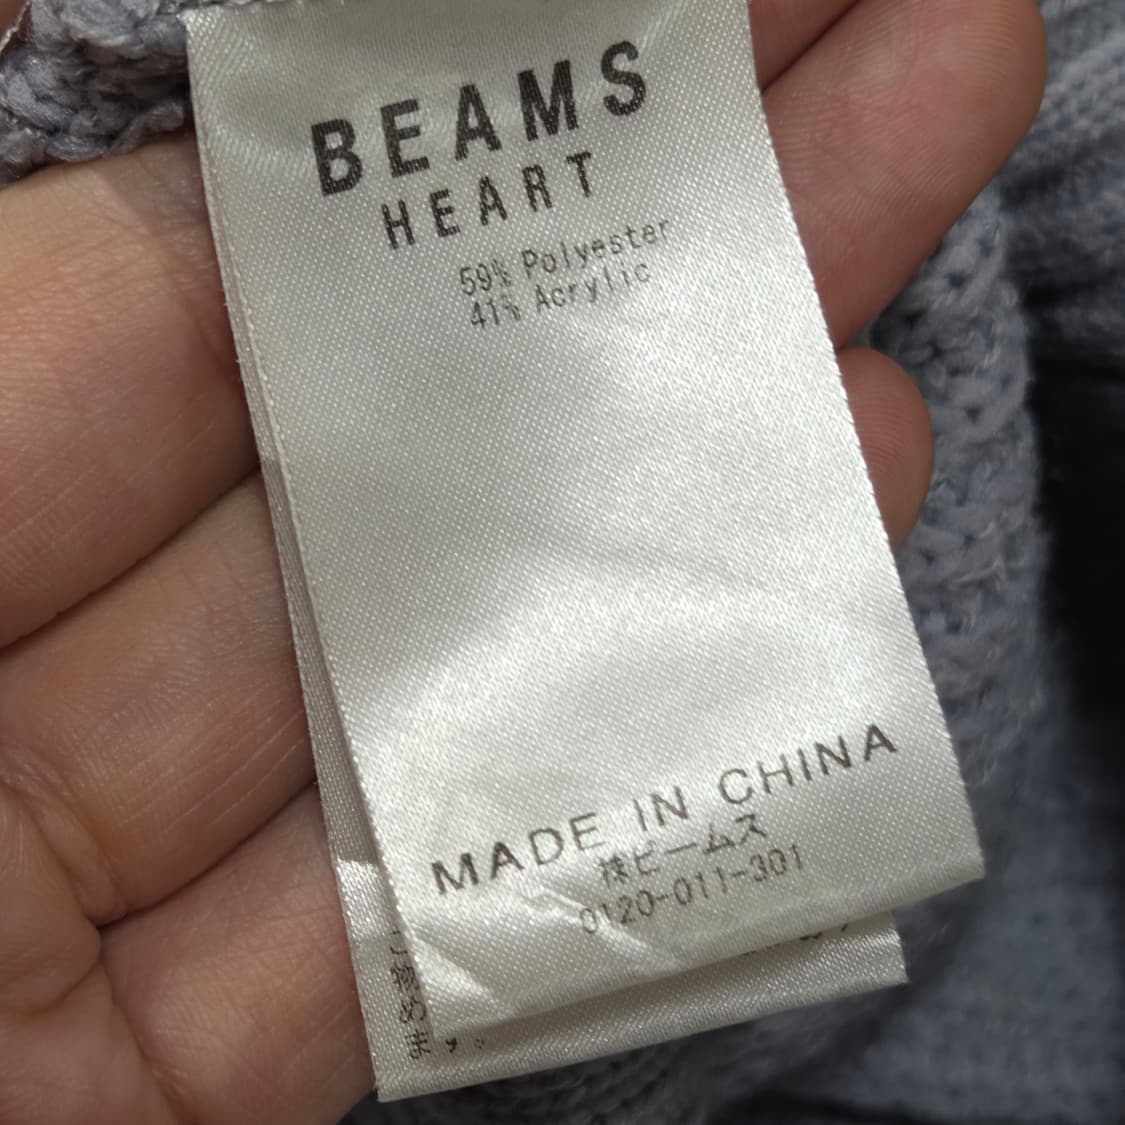 BEAMS
HEART
59% Polyester
41% Acrylic
MADE IN CHINA
㈱ビームス
0120-011-301